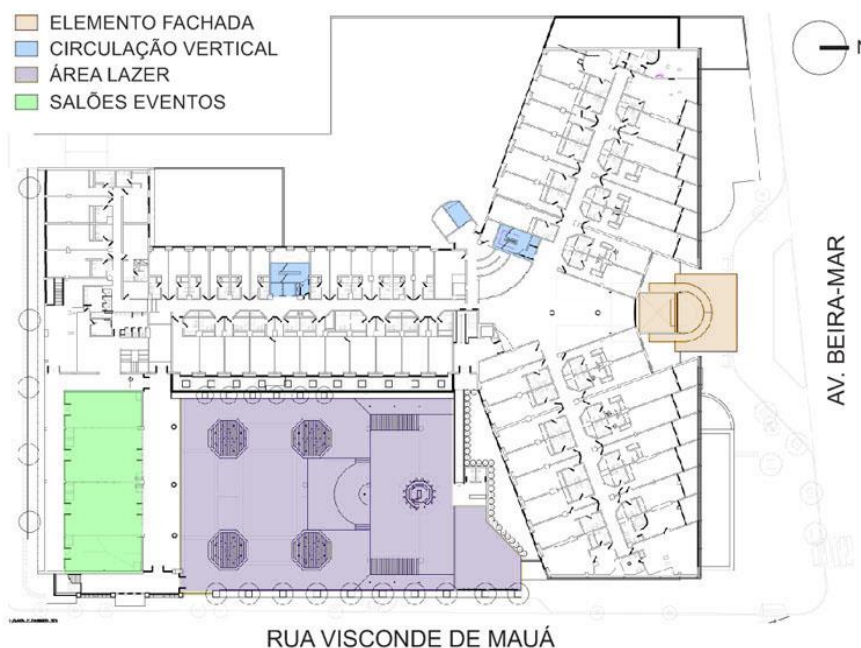 ELEMENTO FACHADA
CIRCULAÇÃO VERTICAL
ÁREA LAZER
SALÕES EVENTOS
AV. BEIRA-MAR
RUA VISCONDE DE MAUÁ